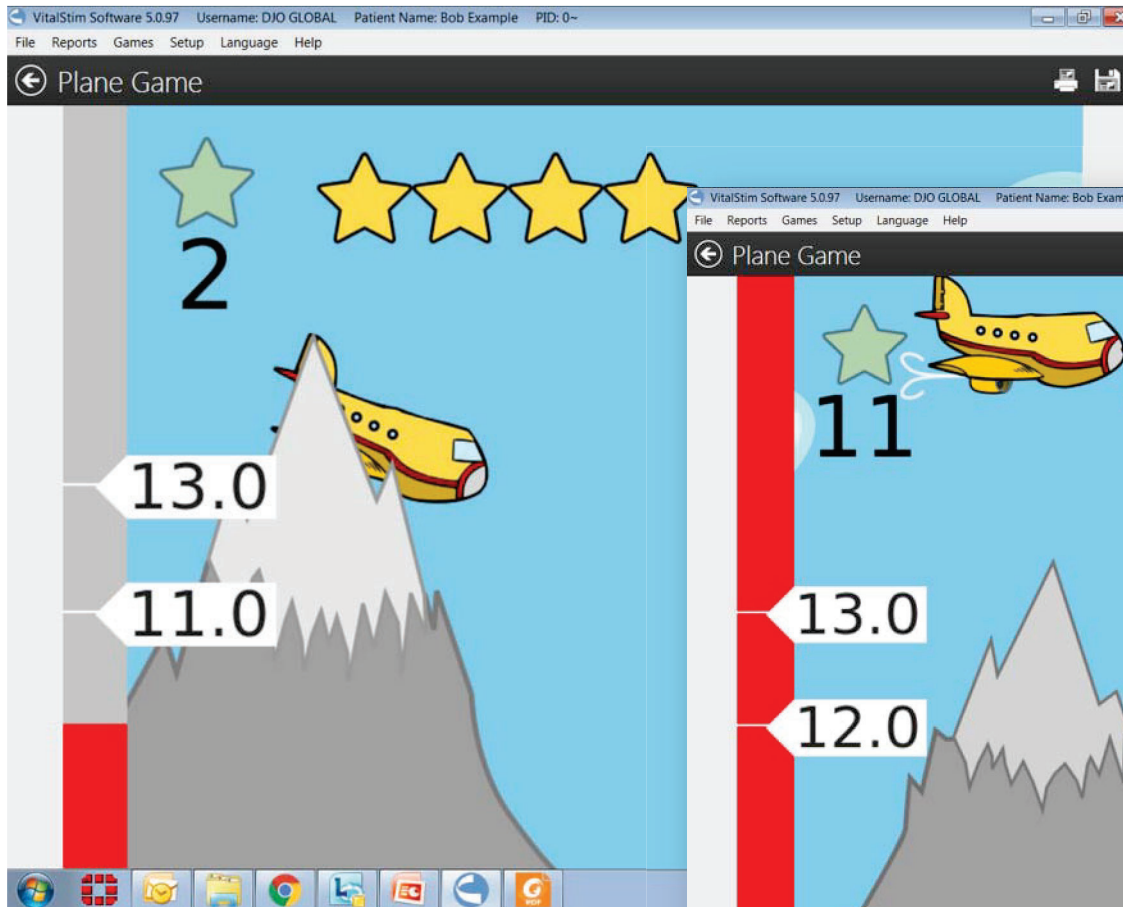 VitalStim Software 5.0.97 Username: DJO GLOBAL Patient Name: Bob Example PID: 0~
File Reports Games Setup Language Help
Plane Game
2
13.0
11.0
VitalStim Software 5.0.97 Username: DJO GLOBAL Patient Name: Bob
File Reports Games Setup Language Help
Plane Game
11
13.0
12.0